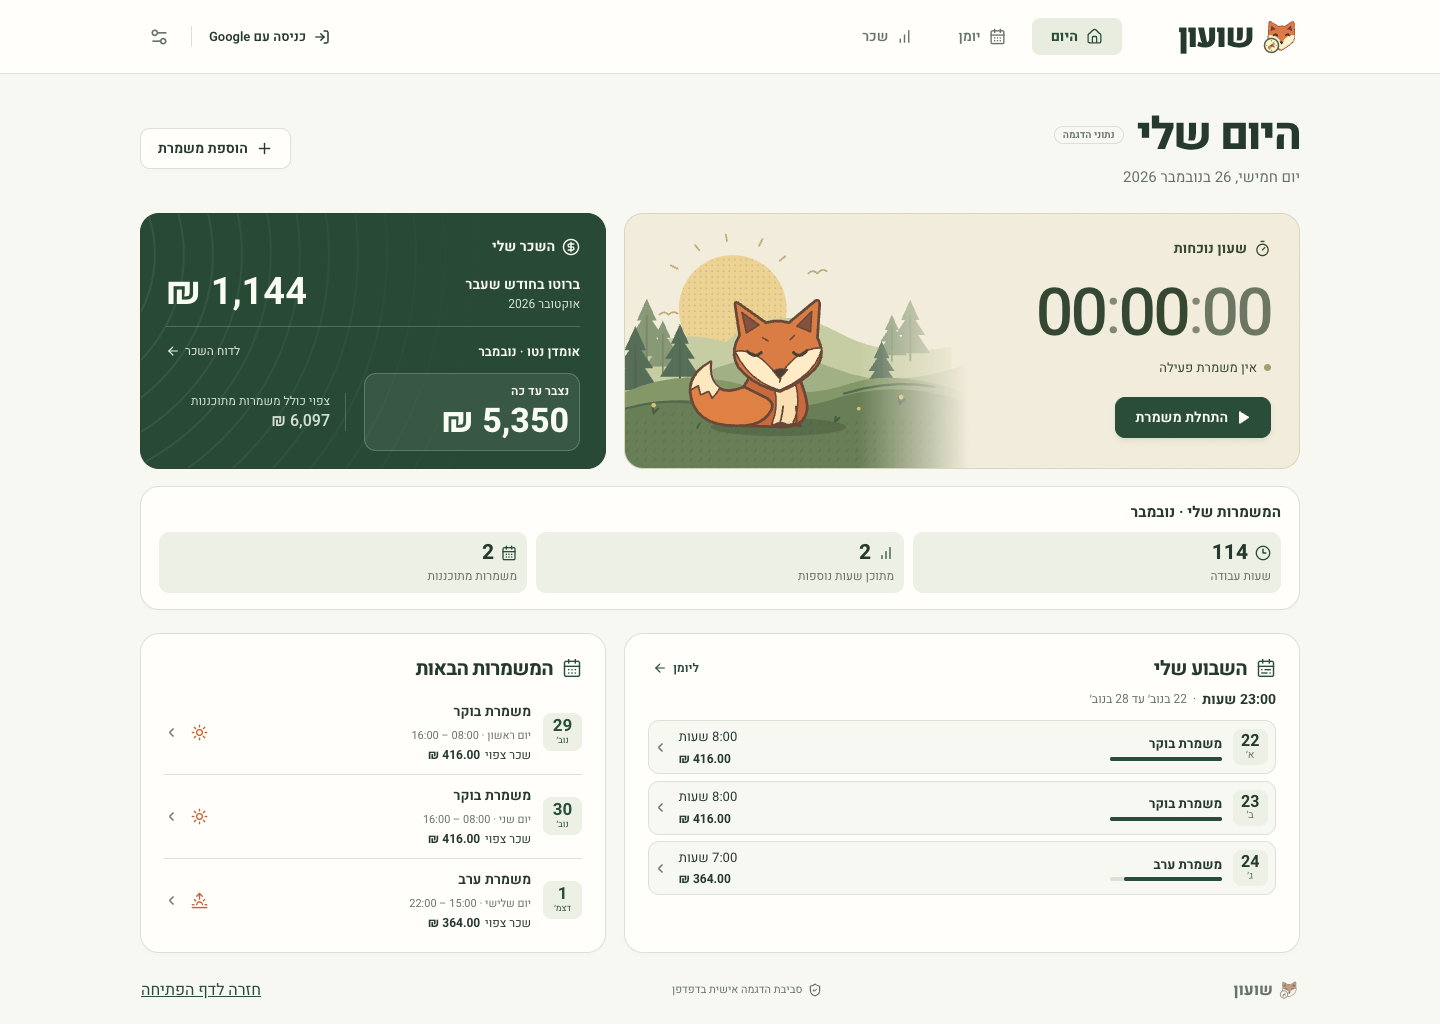 שועון
היום
יומן
שכר
כניסה עם Google
היום שלי
נתוני הדגמה
יום חמישי, 26 בנובמבר 2026
הוספת משמרת
שעון נוכחות
00:00:00
אין משמרת פעילה
התחלת משמרת
השכר שלי
ברוטו בחודש שעבר
אוקטובר 2026
1,144 ₪
אומדן נטו · נובמבר
לדוח השכר
נצבר עד כה
5,350 ₪
צפוי כולל משמרות מתוכננות
6,097 ₪
המשמרות שלי · נובמבר
114
שעות עבודה
2
מתוכן שעות נוספות
2
משמרות מתוכננות
השבוע שלי
ליומן
23:00 שעות · 22 בנוב׳ עד 28 בנוב׳
22
א׳
משמרת בוקר
8:00 שעות
416.00 ₪
23
ב׳
משמרת בוקר
8:00 שעות
416.00 ₪
24
ג׳
משמרת ערב
7:00 שעות
364.00 ₪
המשמרות הבאות
29
נוב׳
משמרת בוקר
יום ראשון · 08:00 – 16:00
שכר צפוי 416.00 ₪
30
נוב׳
משמרת בוקר
יום שני · 08:00 – 16:00
שכר צפוי 416.00 ₪
1
דצמ׳
משמרת ערב
יום שלישי · 15:00 – 22:00
שכר צפוי 364.00 ₪
שועון
סביבת הדגמה אישית בדפדפן
חזרה לדף הפתיחה